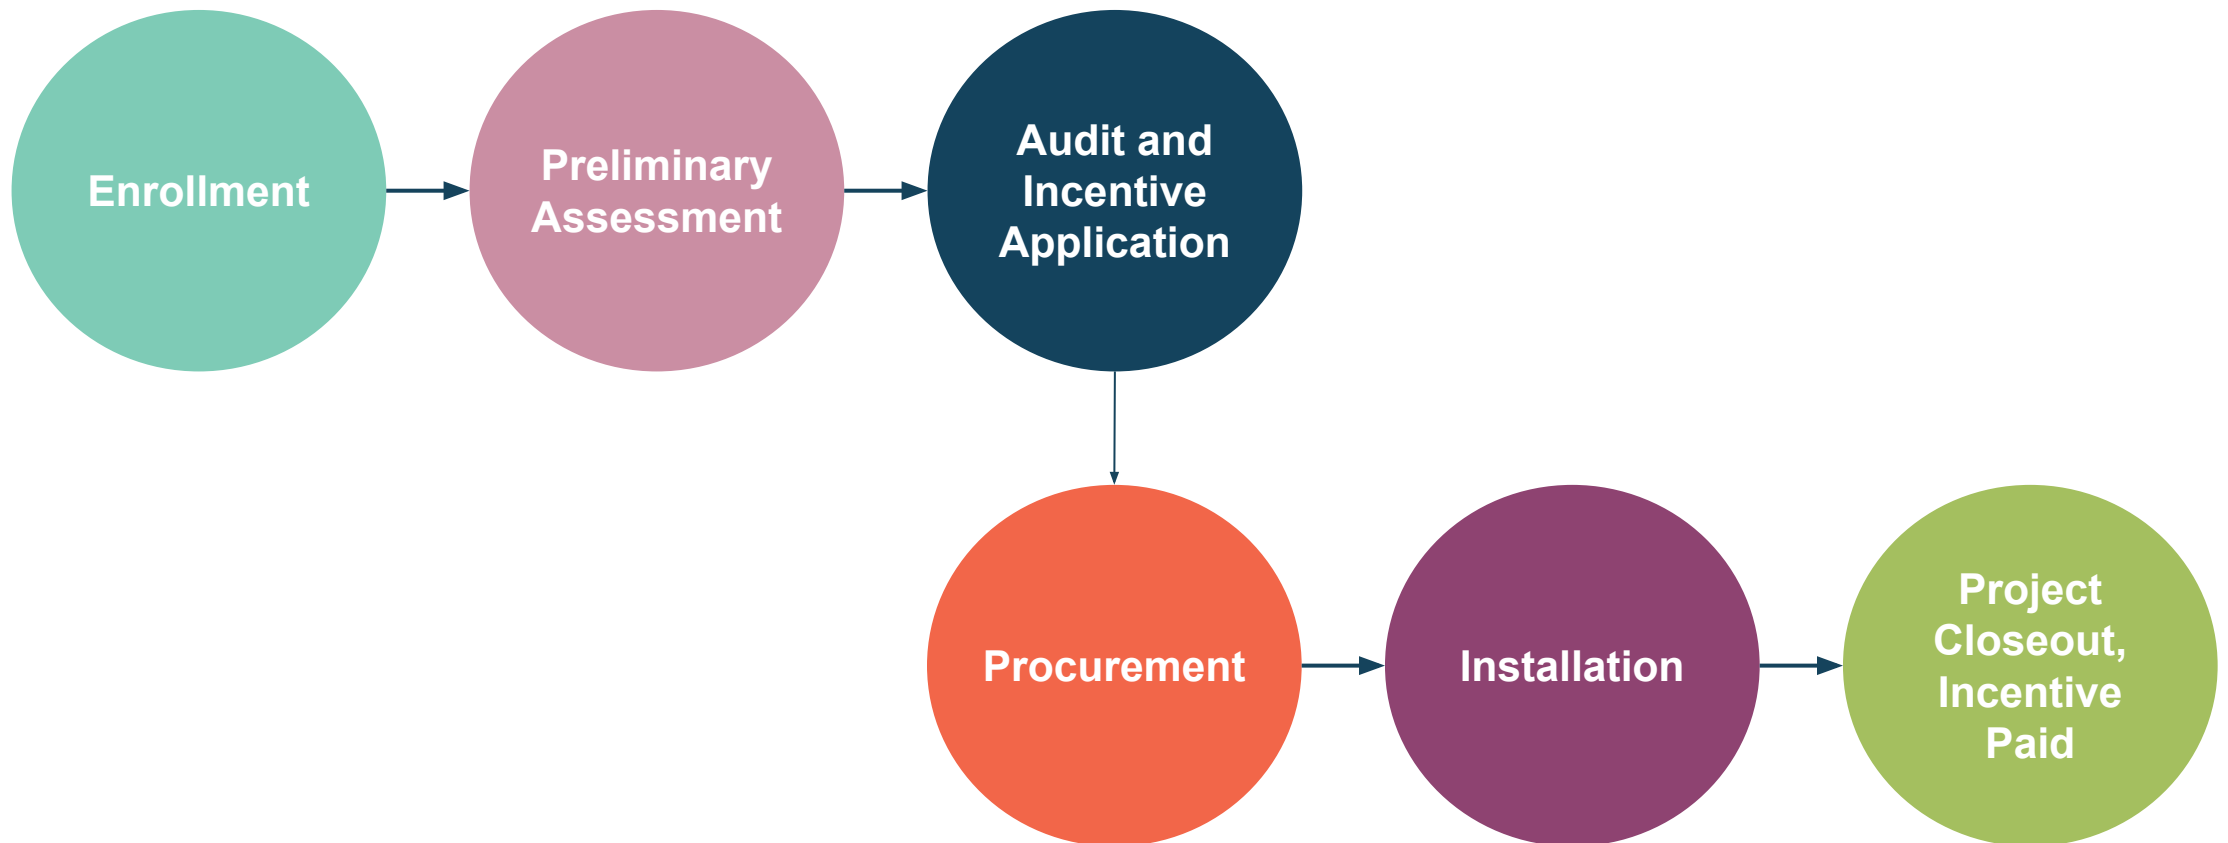 Enrollment
Preliminary
Assessment
Audit and
Incentive
Application
Procurement
Installation
Project
Closeout,
Incentive
Paid